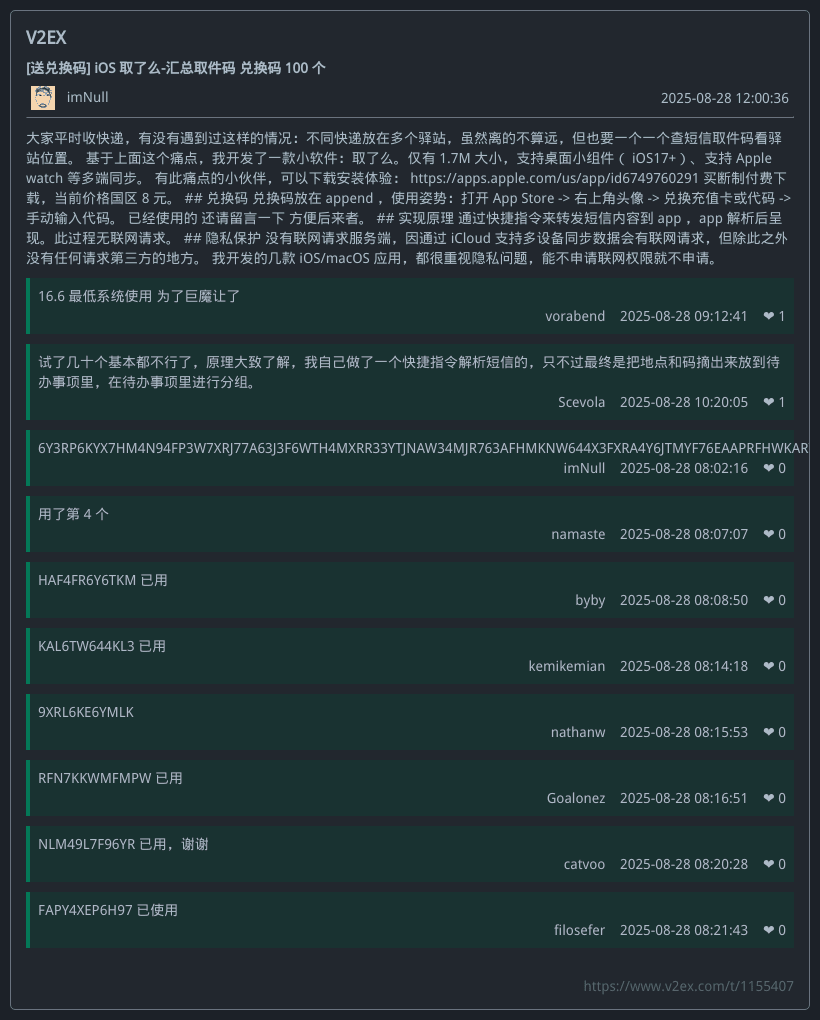 V2EX
[送兑换码] iOS 取了么-汇总取件码 兑换码 100 个
imNull 2025-08-28 12:00:36
大家平时收快递，有没有遇到过这样的情况：不同快递放在多个驿站，虽然离的不算远，但也要一个一个查短信取件码看驿
站位置。 基于上面这个痛点，我开发了一款小软件：取了么。仅有 1.7M 大小，支持桌面小组件（ iOS17+ ）、支持 Apple
watch 等多端同步。 有此痛点的小伙伴，可以下载安装体验： https://apps.apple.com/us/app/id6749760291 买断制付费下
载，当前价格国区 8 元。 ## 兑换码 兑换码放在 append ，使用姿势：打开 App Store -> 右上角头像 -> 兑换充值卡或代码 ->
手动输入代码。 已经使用的 还请留言一下 方便后来者。 ## 实现原理 通过快捷指令来转发短信内容到 app ，app 解析后呈
现。此过程无联网请求。 ## 隐私保护 没有联网请求服务端，因通过 iCloud 支持多设备同步数据会有联网请求，但除此之外
没有任何请求第三方的地方。 我开发的几款 iOS/macOS 应用，都很重视隐私问题，能不申请联网权限就不申请。
16.6 最低系统使用 为了巨魔让了
vorabend 2025-08-28 09:12:41 ❤ 1
试了几十个基本都不行了，原理大致了解，我自己做了一个快捷指令解析短信的，只不过最终是把地点和码摘出来放到待
办事项里，在待办事项里进行分组。
Scevola 2025-08-28 10:20:05 ❤ 1
6Y3RP6KYX7HM4N94FP3W7XRJ77A63J3F6WTH4MXRR33YTJNAW34MJR763AFHMKNW644X3FXRA4Y6JTMYF76EAAPRFHWKAR
imNull 2025-08-28 08:02:16 ❤ 0
用了第 4 个
namaste 2025-08-28 08:07:07 ❤ 0
HAF4FR6Y6TKM 已用
byby 2025-08-28 08:08:50 ❤ 0
KAL6TW644KL3 已用
kemikemian 2025-08-28 08:14:18 ❤ 0
9XRL6KE6YMLK
nathanw 2025-08-28 08:15:53 ❤ 0
RFN7KKWMFMPW 已用
Goalonez 2025-08-28 08:16:51 ❤ 0
NLM49L7F96YR 已用，谢谢
catvoo 2025-08-28 08:20:28 ❤ 0
FAPY4XEP6H97 已使用
filosefer 2025-08-28 08:21:43 ❤ 0
https://www.v2ex.com/t/1155407